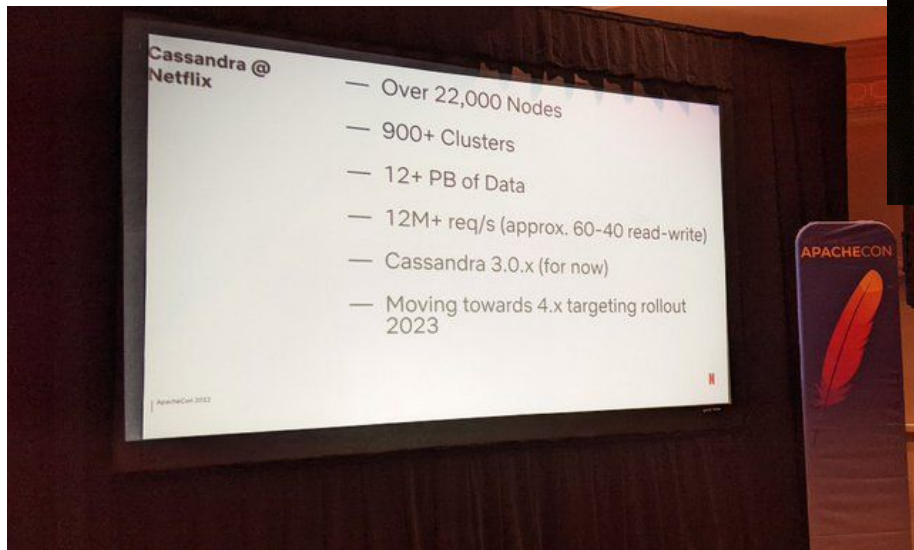 Cassandra @
Netflix
— Over 22,000 Nodes
— 900+ Clusters
— 12+ PB of Data
— 12M+ req/s (approx. 60-40 read-write)
— Cassandra 3.0.x (for now)
— Moving towards 4.x targeting rollout
2023
N
| ApacheCon 2022
APACHECON